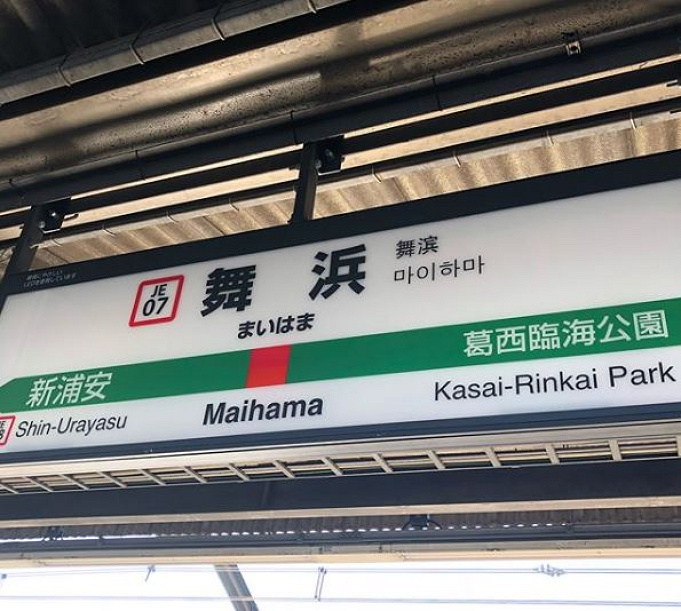 JE
07
舞浜
舞滨
마이하마
まいはま
新浦安
葛西臨海公園
Shin-Urayasu
Maihama
Kasai-Rinkai Park